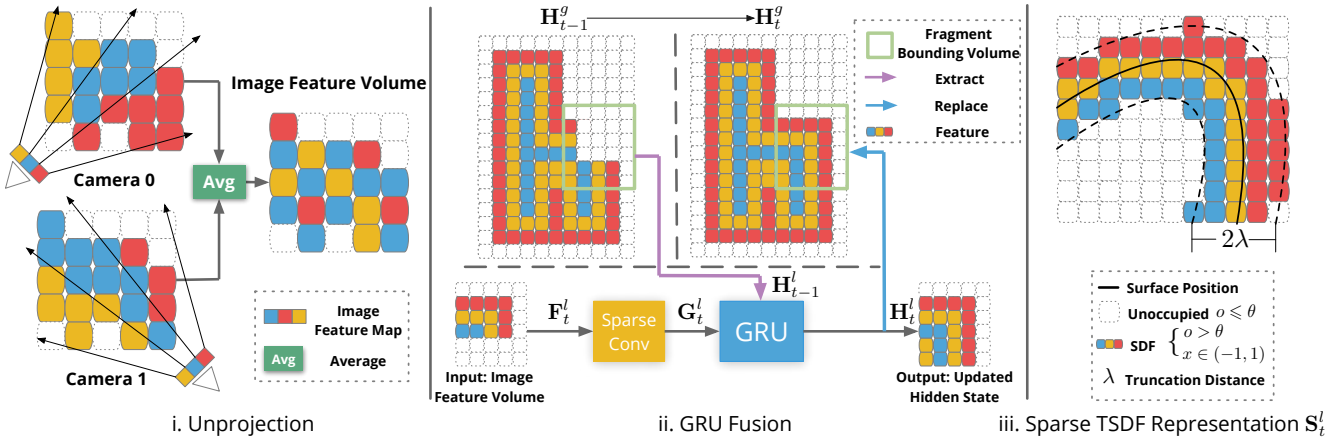 Image Feature Volume
Camera 0
Avg
Camera 1
Image
Feature Map
Avg
Average
i. Unprojection
H^g_{t-1}
H^g_t
Fragment
Bounding Volume
Extract
Replace
Feature
H^l_{t-1}
F^l_t
Sparse
Conv
G^l_t
GRU
H^l_t
Input: Image
Feature Volume
Output: Updated
Hidden State
ii. GRU Fusion
2λ
Surface Position
Unoccupied o ⩽ θ
SDF { o > θ
x ∈ (−1, 1)
λ Truncation Distance
iii. Sparse TSDF Representation S^l_t